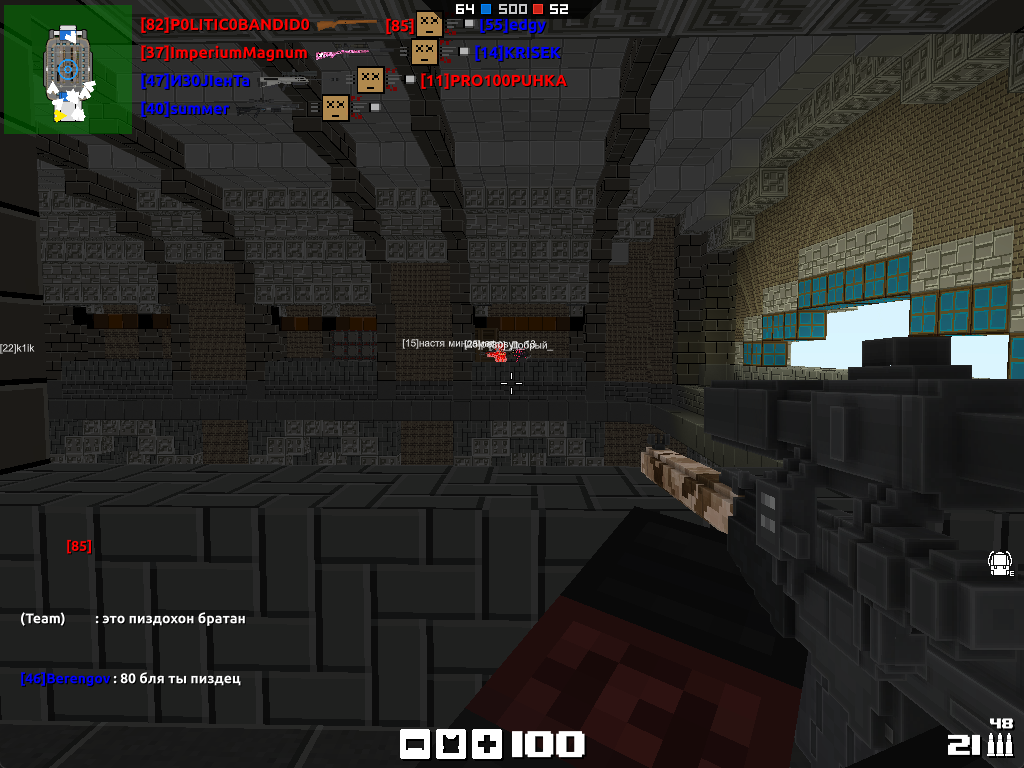 64 500 52
[82]P0LITIC0BANDID0 [85] [55]edgy
[37]ImperiumMagnum [14]KRISEK
[47]ИЗОЛенТа [11]PRO100PUHKA
[40]summer
[22]k1ik
[15]настя
[85]
(Team) : это пиздохон братан
[46]Berengov: 80 бля ты пиздец
E
100
48
21